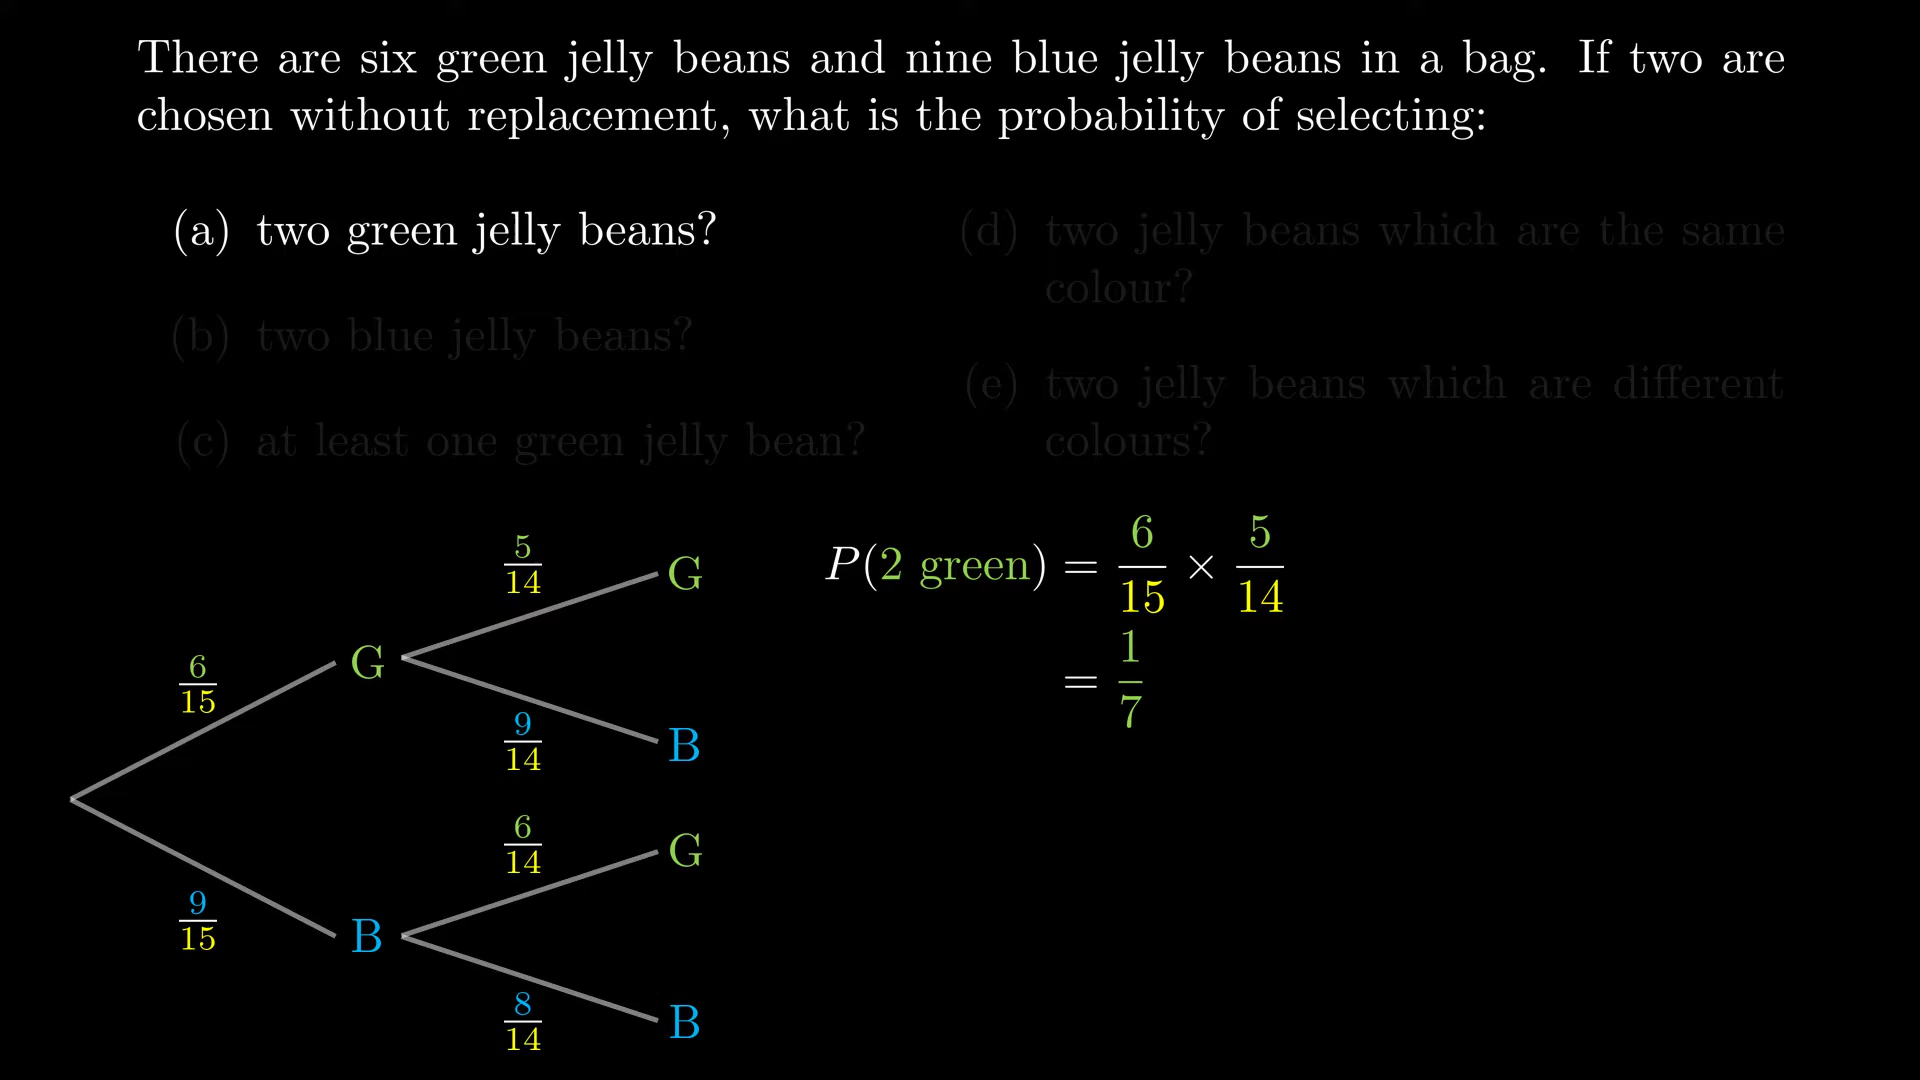 There are six green jelly beans and nine blue jelly beans in a bag. If two are
chosen without replacement, what is the probability of selecting:
(a) two green jelly beans?
(b) two blue jelly beans?
(c) at least one green jelly bean?
(d) two jelly beans which are the same
colour?
(e) two jelly beans which are different
colours?
6/15
G
5/14
G
9/14
B
9/15
B
6/14
G
8/14
B
P(2 green) = 6/15 × 5/14
= 1/7